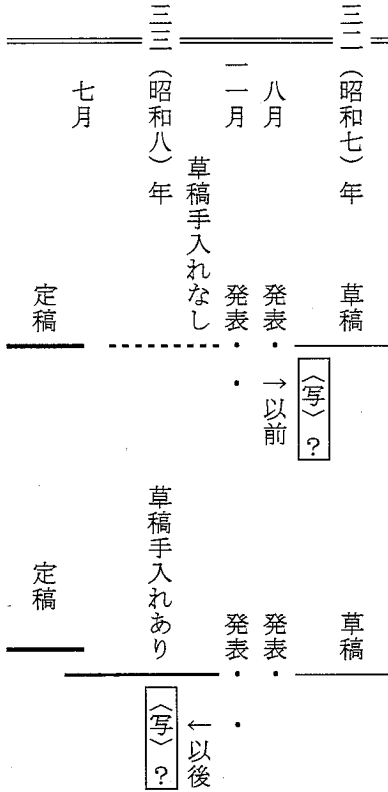 三二(昭和七)年 草稿 草稿
〈写〉?
八月 発表・→以前 発表・
一一月 発表・・ 発表・・
←以後
草稿手入れなし
三三(昭和八)年 草稿手入れあり
〈写〉?
七月
定稿 定稿